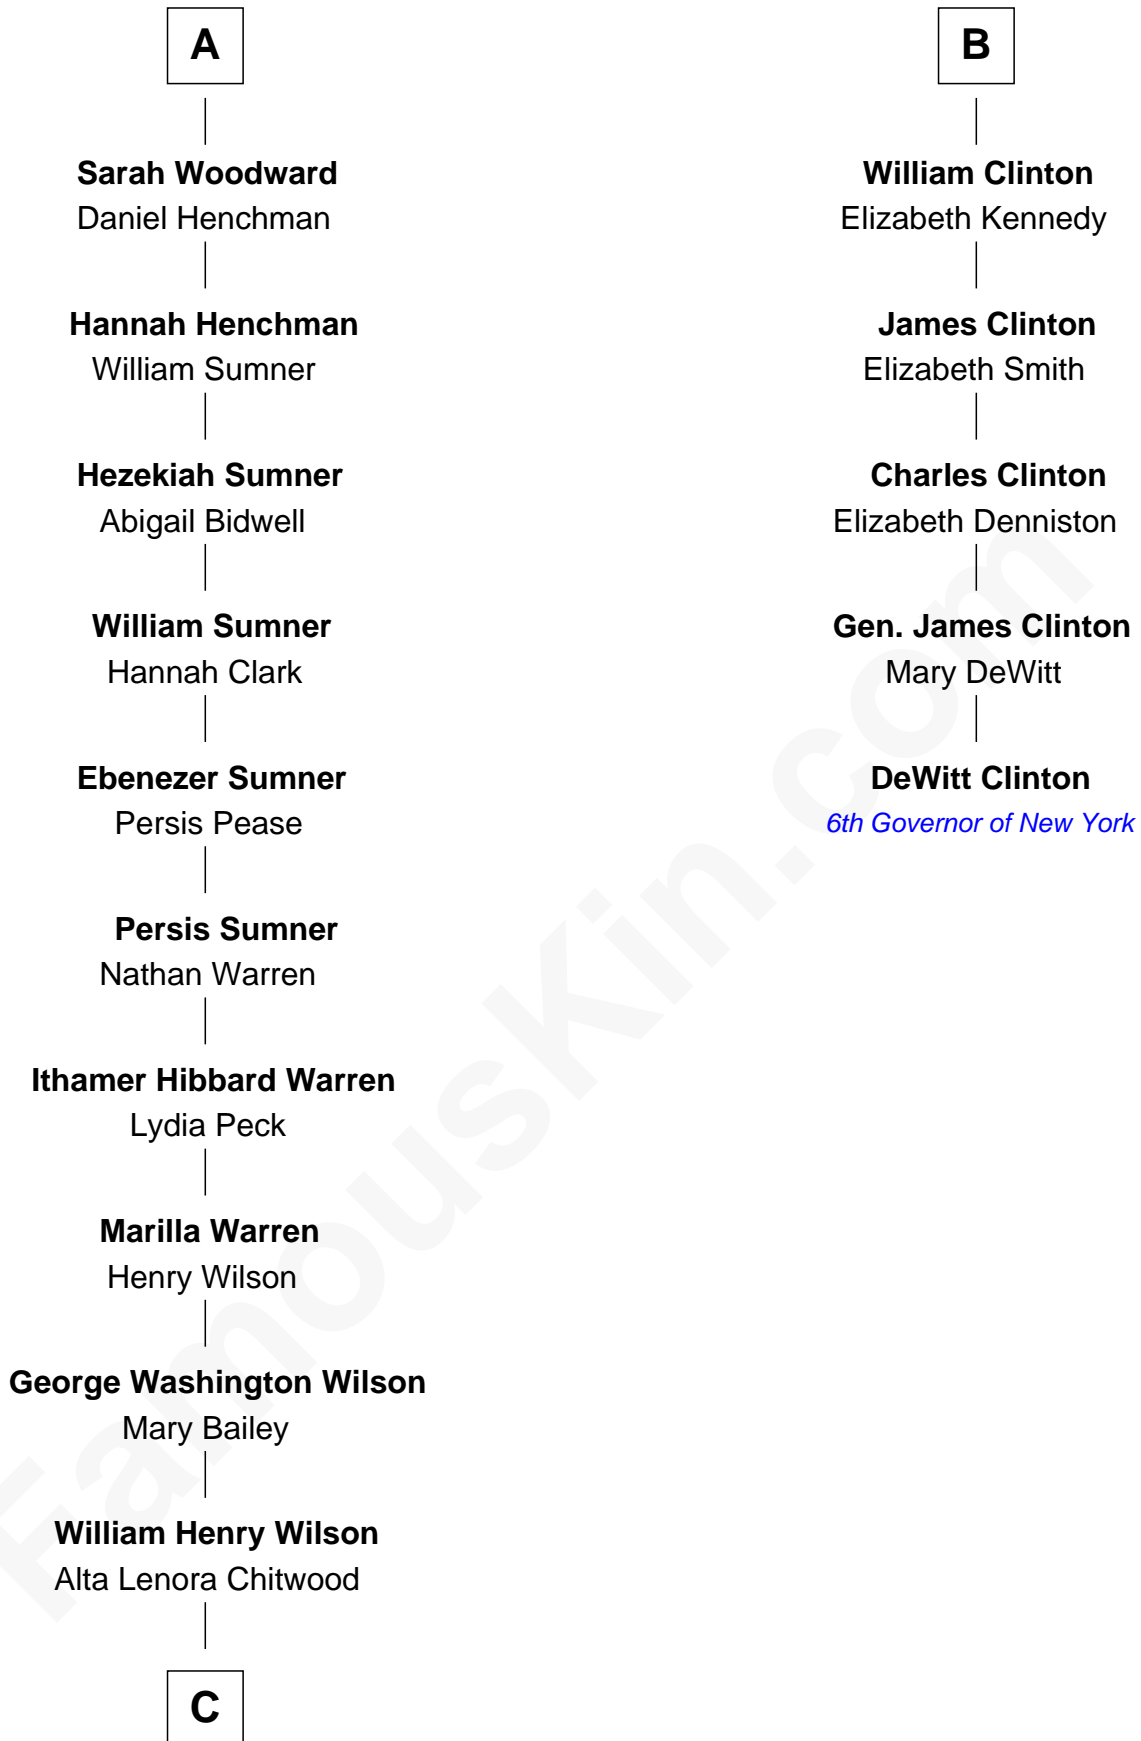 A
Sarah Woodward
Daniel Henchman
Hannah Henchman
William Sumner
Hezekiah Sumner
Abigail Bidwell
William Sumner
Hannah Clark
Ebenezer Sumner
Persis Pease
Persis Sumner
Nathan Warren
Ithamer Hibbard Warren
Lydia Peck
Marilla Warren
Henry Wilson
George Washington Wilson
Mary Bailey
William Henry Wilson
Alta Lenora Chitwood
C
B
William Clinton
Elizabeth Kennedy
James Clinton
Elizabeth Smith
Charles Clinton
Elizabeth Denniston
Gen. James Clinton
Mary DeWitt
DeWitt Clinton
6th Governor of New York
FamousKin.com